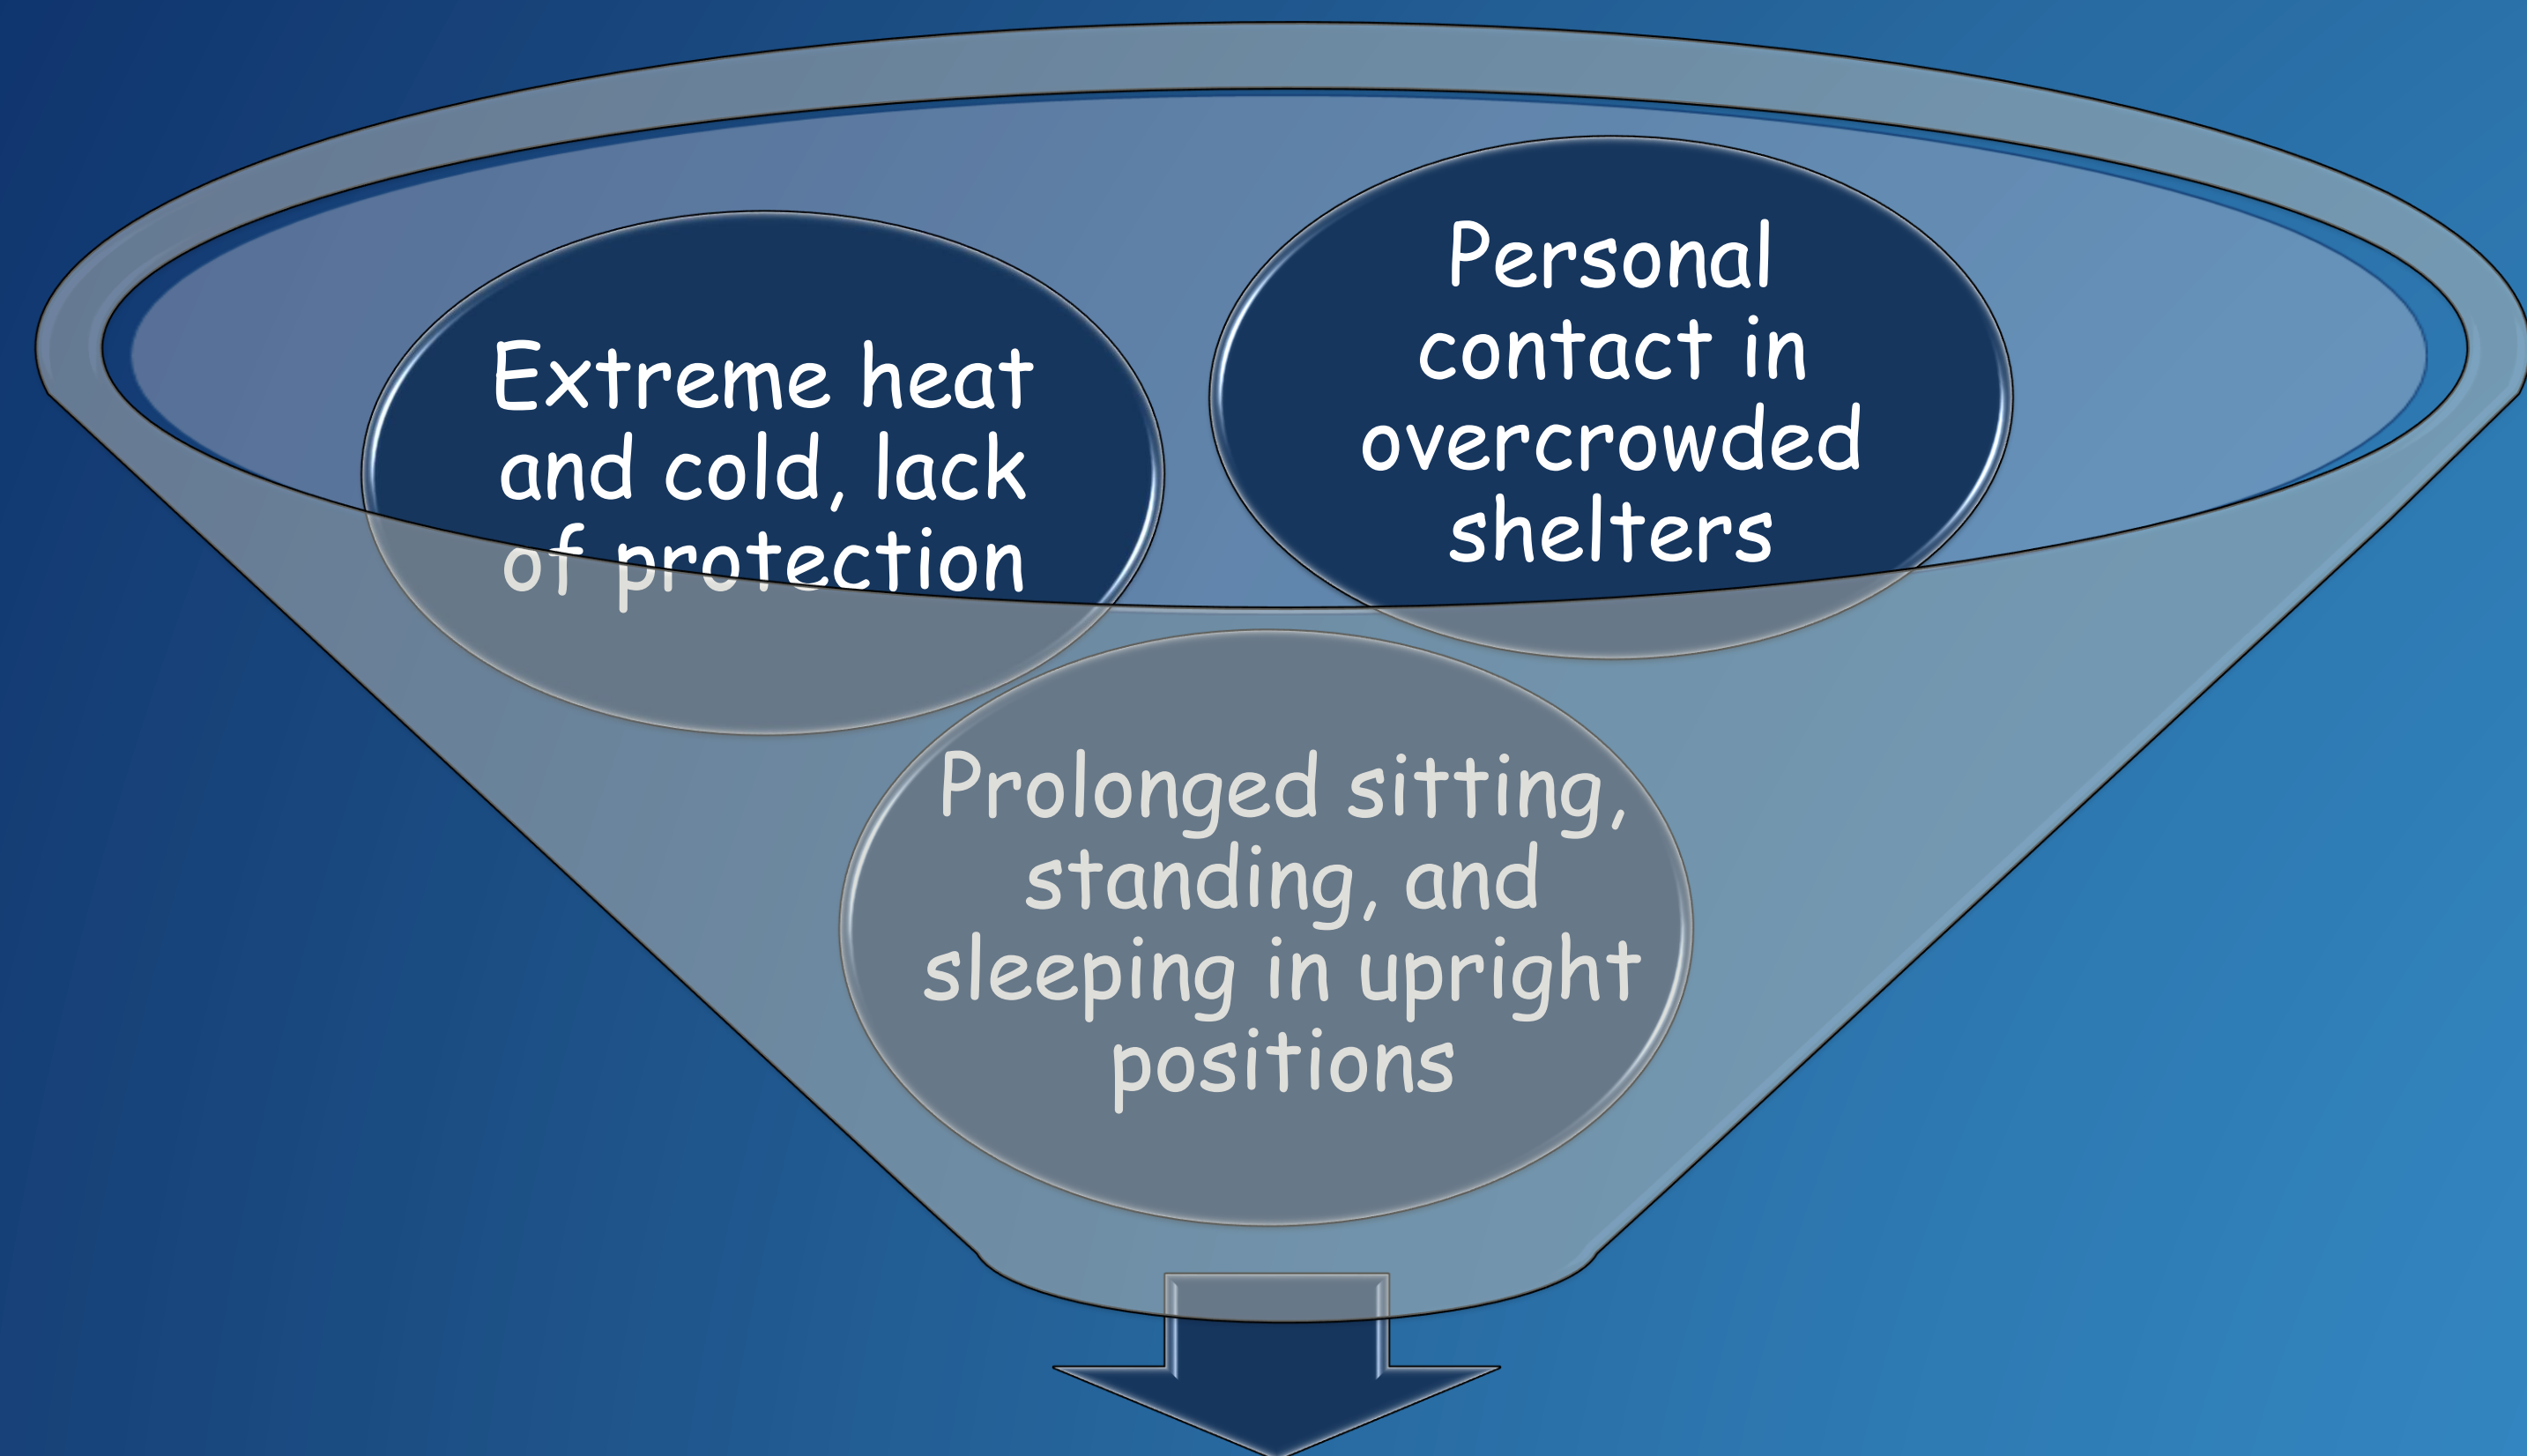 Extreme heat
and cold, lack
of protection
Personal
contact in
overcrowded
shelters
Prolonged sitting,
standing, and
sleeping in upright
positions